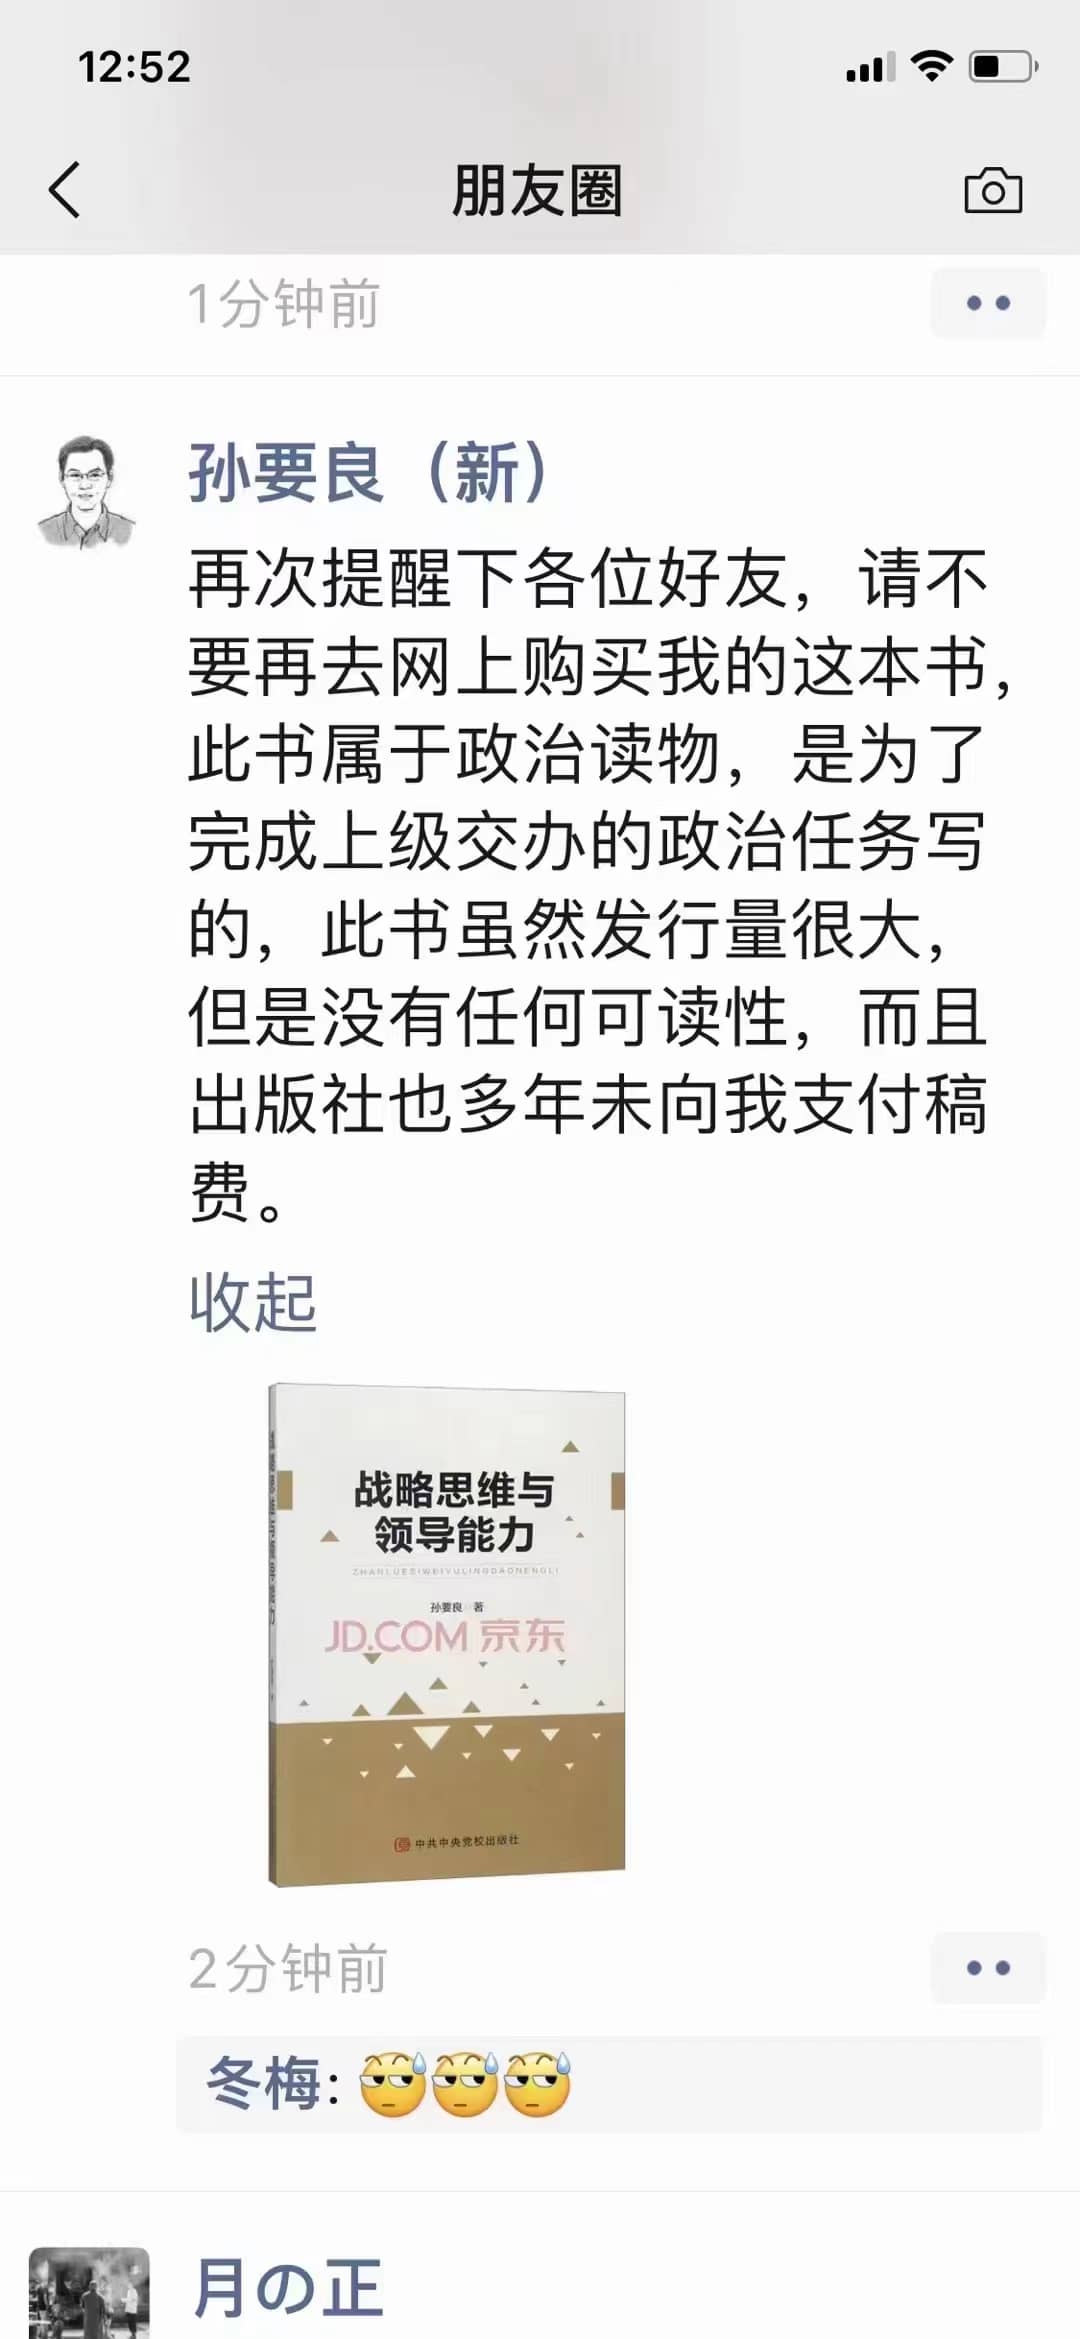 12:52
朋友圈
1分钟前
孙要良（新）
再次提醒下各位好友，请不
要再去网上购买我的这本书，
此书属于政治读物，是为了
完成上级交办的政治任务写
的，此书虽然发行量很大，
但是没有任何可读性，而且
出版社也多年未向我支付稿
费。
收起
战略思维与
领导能力
ZHANLUESIWEIYULINGDAONENGLI
孙要良 著
JD.COM 京东
中共中央党校出版社
2分钟前
冬梅：
月の正